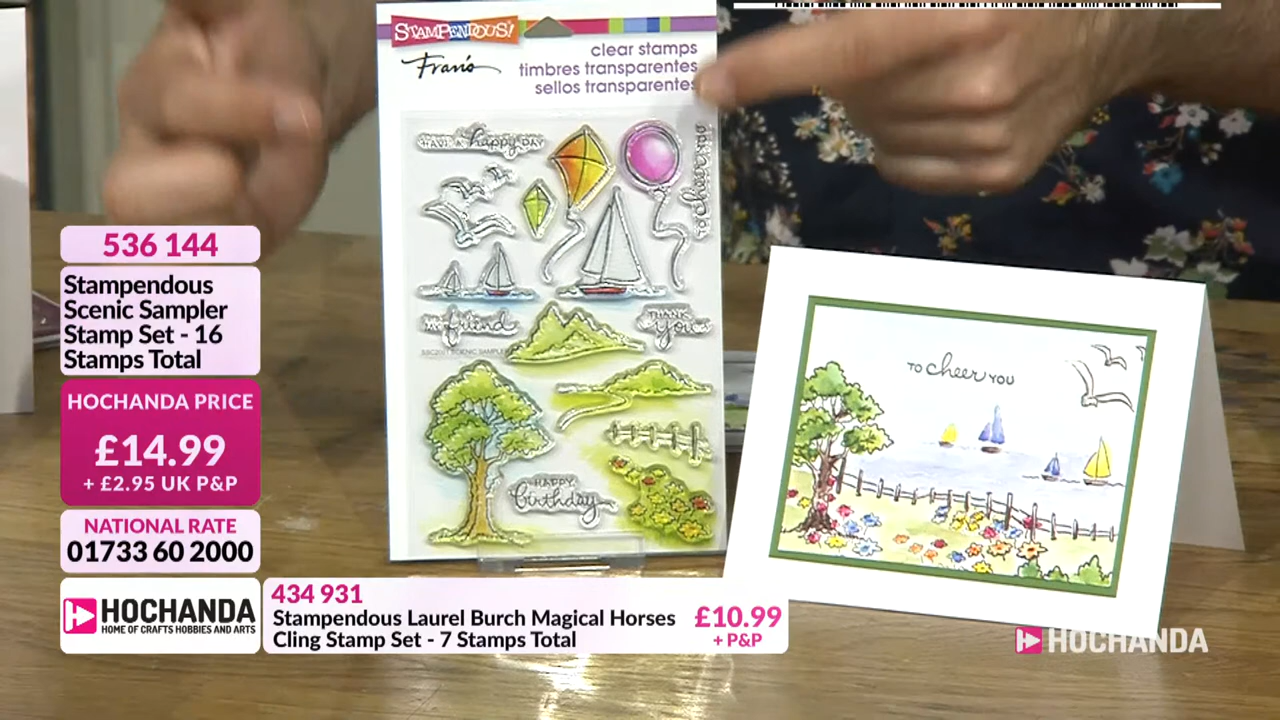 STAMPENDOUS!
Fran's
clear stamps
timbres transparentes
sellos transparentes
HAVE A happy DAY
TO cheer YOU
friend
THANK you
HAPPY birthday
TO cheer YOU
536 144
Stampendous
Scenic Sampler
Stamp Set - 16
Stamps Total
HOCHANDA PRICE
£14.99
+ £2.95 UK P&P
NATIONAL RATE
01733 60 2000
HOCHANDA
HOME OF CRAFTS HOBBIES AND ARTS
434 931
Stampendous Laurel Burch Magical Horses
Cling Stamp Set - 7 Stamps Total
£10.99
+ P&P
HOCHANDA